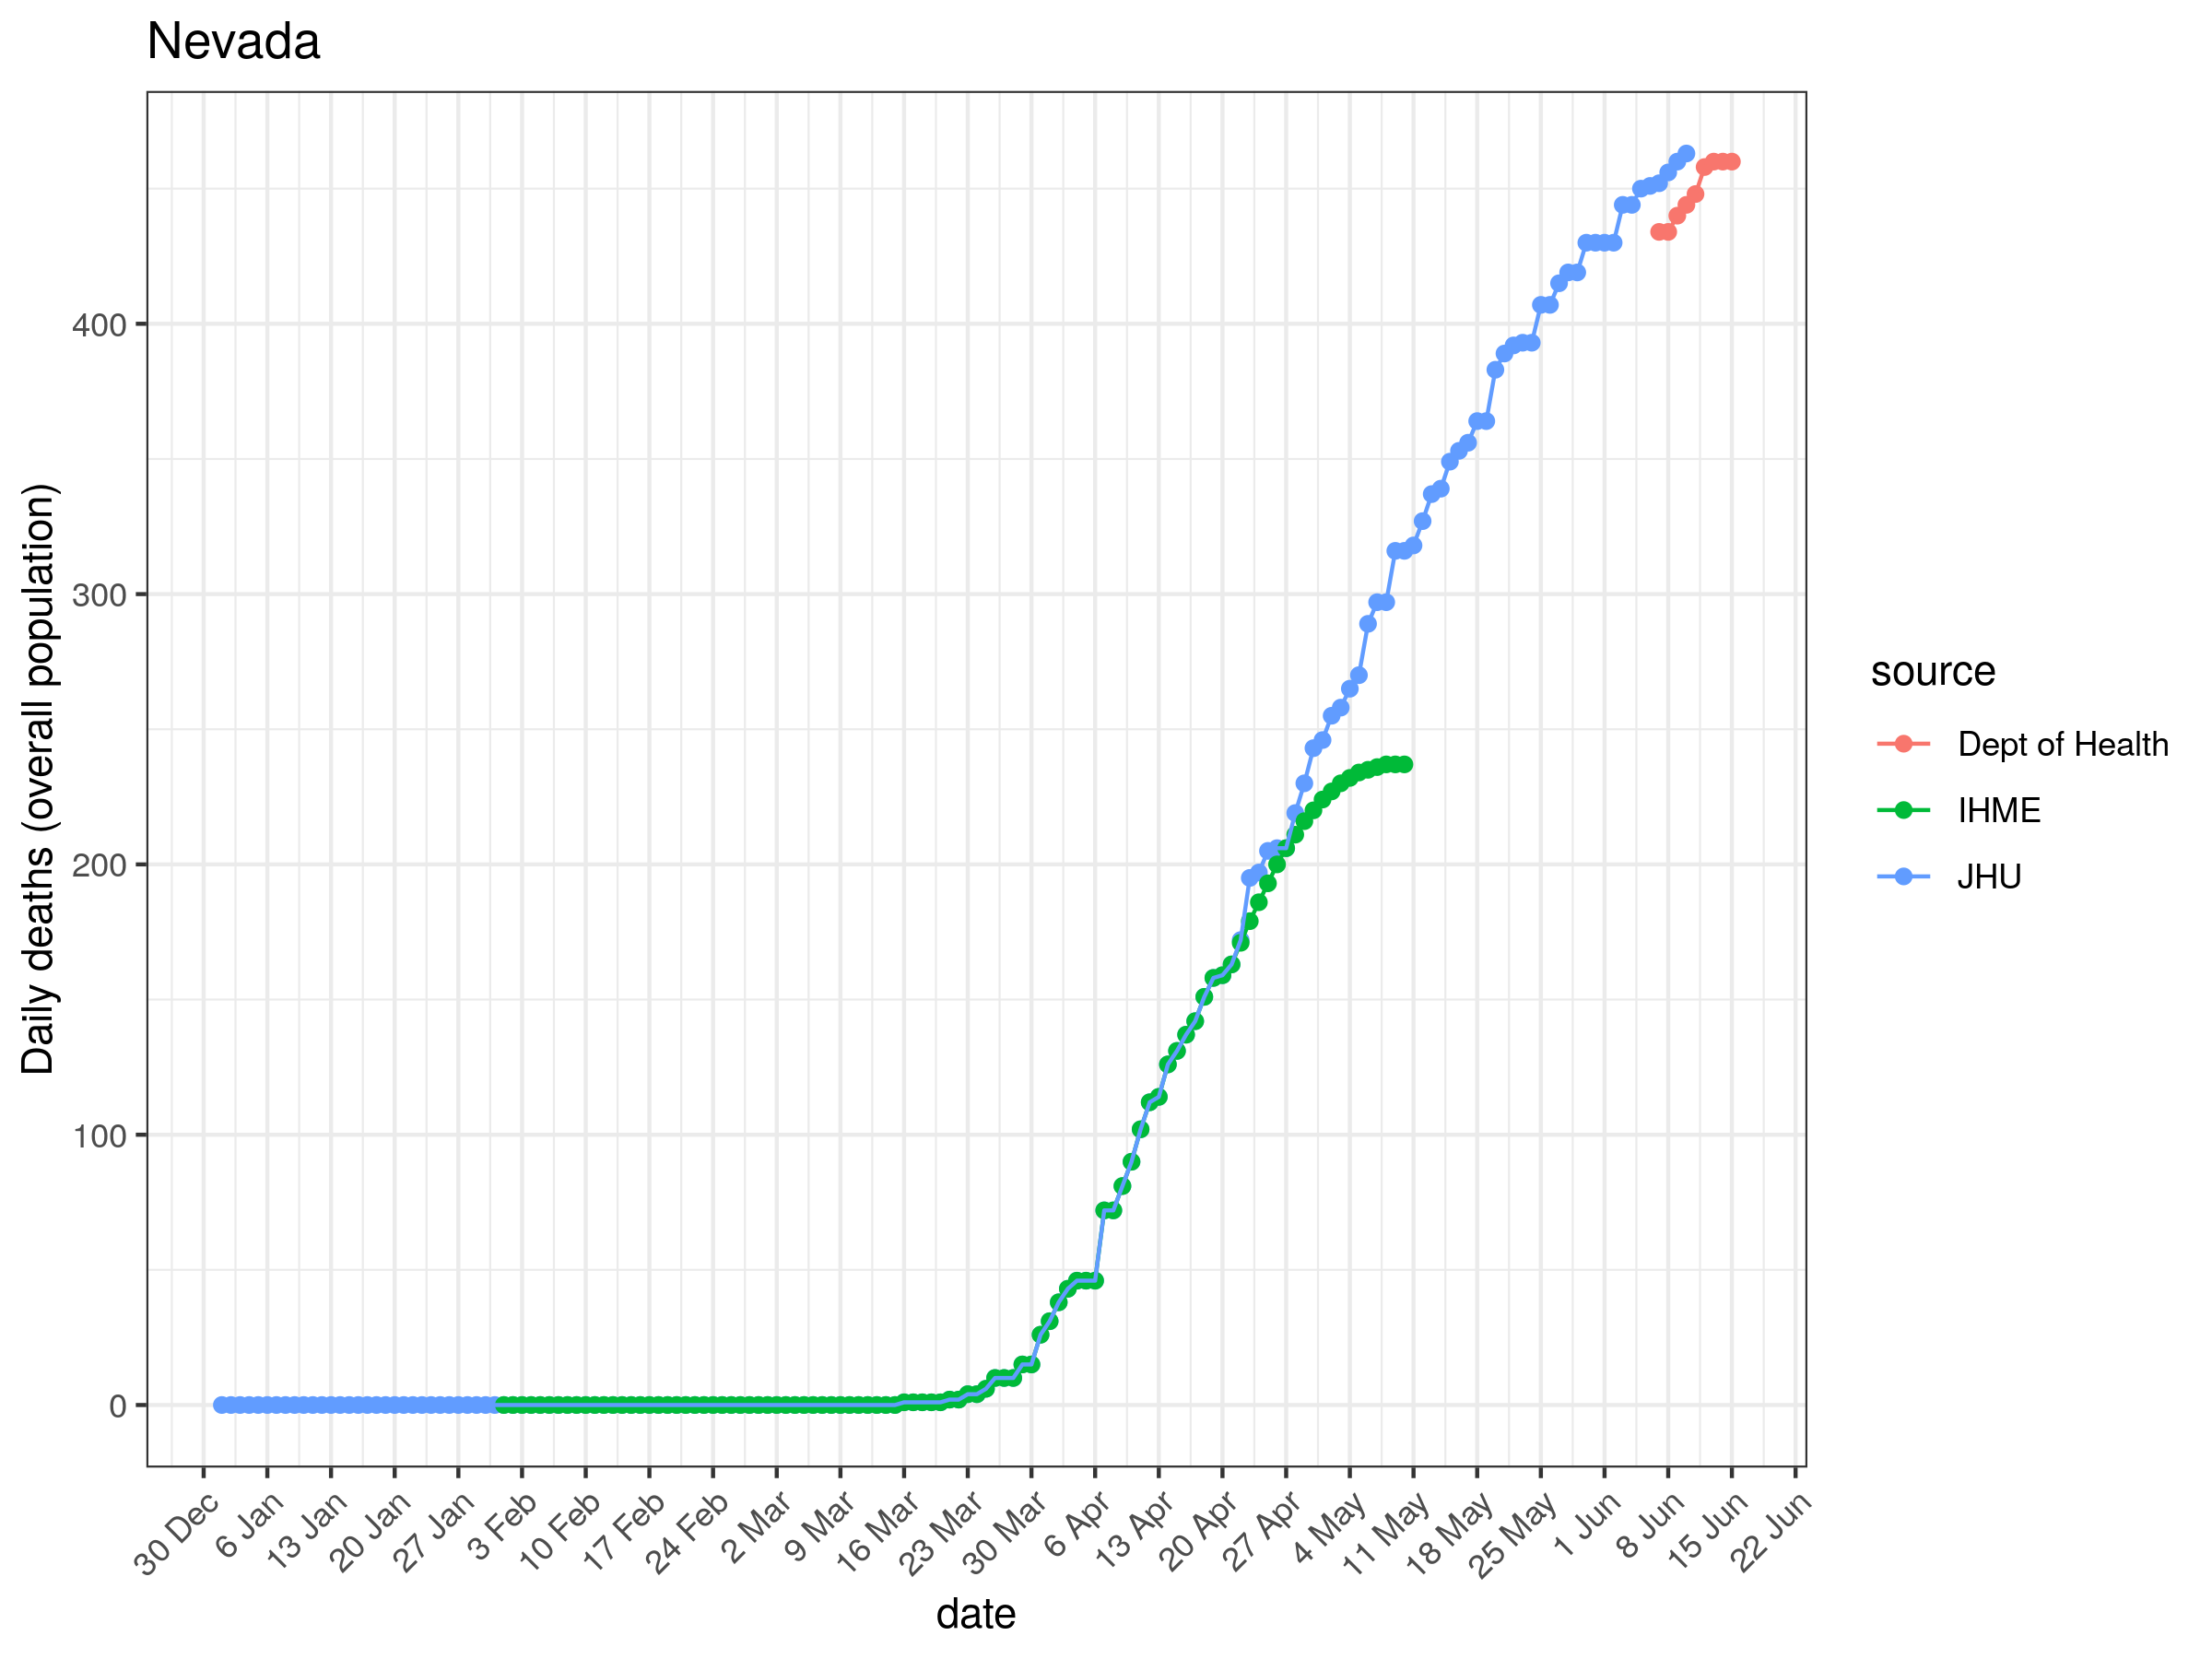 Nevada
Daily deaths (overall population)
400
300
200
100
0
30 Dec
6 Jan
13 Jan
20 Jan
27 Jan
3 Feb
10 Feb
17 Feb
24 Feb
2 Mar
9 Mar
16 Mar
23 Mar
30 Mar
6 Apr
13 Apr
20 Apr
27 Apr
4 May
11 May
18 May
25 May
1 Jun
8 Jun
15 Jun
22 Jun
date
source
Dept of Health
IHME
JHU